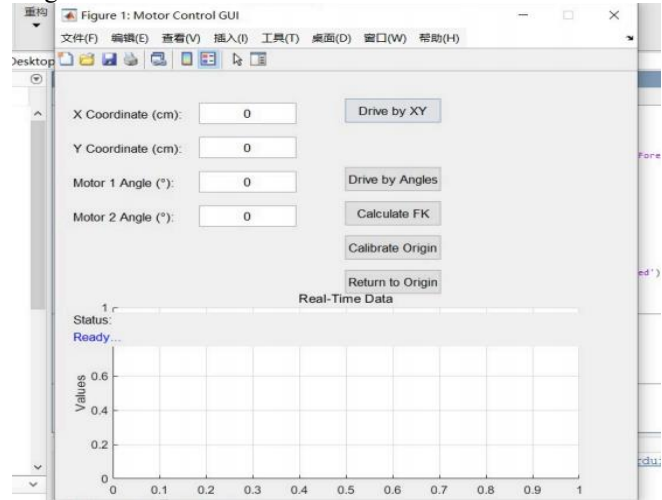 重构
Figure 1: Motor Control GUI
文件(F) 编辑(E) 查看(V) 插入(I) 工具(T) 桌面(D) 窗口(W) 帮助(H)
Desktop
X Coordinate (cm): 0 Drive by XY
Y Coordinate (cm): 0
Fore
Motor 1 Angle (°): 0 Drive by Angles
Motor 2 Angle (°): 0 Calculate FK
Calibrate Origin
ed')
Return to Origin
Real-Time Data
1
Status:
Ready...
0.6
Values
0.4
0.2
0
0 0.1 0.2 0.3 0.4 0.5 0.6 0.7 0.8 0.9 1